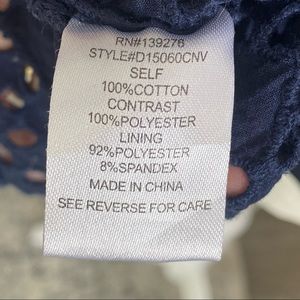 RN#139276
STYLE#D15060CNV
SELF
100%COTTON
CONTRAST
100%POLYESTER
LINING
92%POLYESTER
8%SPANDEX
MADE IN CHINA
SEE REVERSE FOR CARE